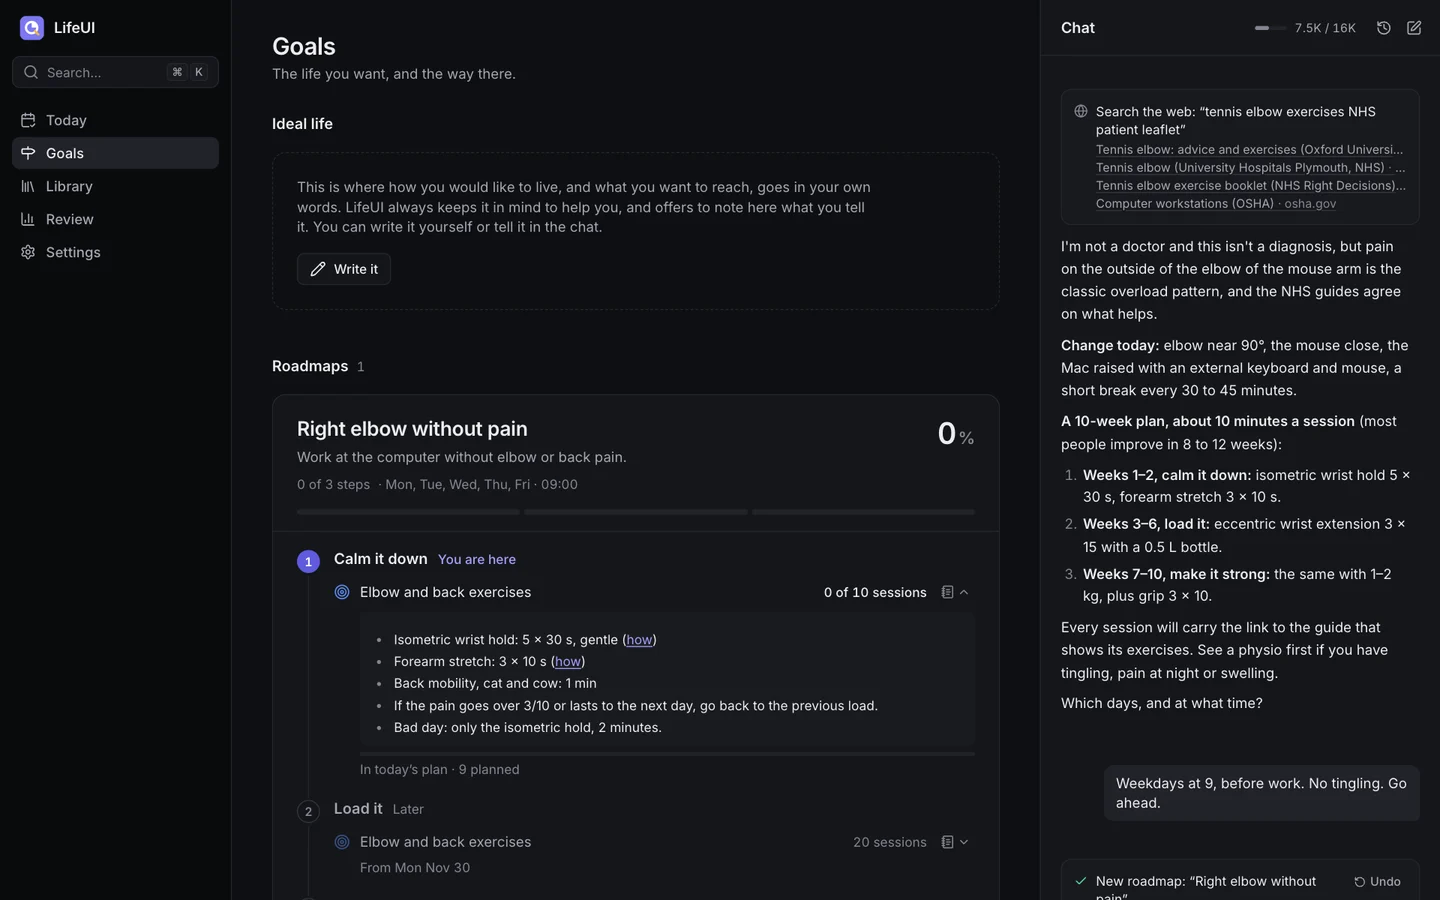 LifeUI
Search...
⌘ K
Today
Goals
Library
Review
Settings
Goals
The life you want, and the way there.
Ideal life
This is where how you would like to live, and what you want to reach, goes in your own
words. LifeUI always keeps it in mind to help you, and offers to note here what you tell
it. You can write it yourself or tell it in the chat.
Write it
Roadmaps 1
Right elbow without pain
0%
Work at the computer without elbow or back pain.
0 of 3 steps · Mon, Tue, Wed, Thu, Fri · 09:00
1 Calm it down You are here
Elbow and back exercises 0 of 10 sessions
• Isometric wrist hold: 5 × 30 s, gentle (how)
• Forearm stretch: 3 × 10 s (how)
• Back mobility, cat and cow: 1 min
• If the pain goes over 3/10 or lasts to the next day, go back to the previous load.
• Bad day: only the isometric hold, 2 minutes.
In today’s plan · 9 planned
2 Load it Later
Elbow and back exercises 20 sessions
From Mon Nov 30
Chat 7.5K / 16K
Search the web: “tennis elbow exercises NHS
patient leaflet”
Tennis elbow: advice and exercises (Oxford Universi...
Tennis elbow (University Hospitals Plymouth, NHS) · ...
Tennis elbow exercise booklet (NHS Right Decisions)...
Computer workstations (OSHA) · osha.gov
I'm not a doctor and this isn't a diagnosis, but pain
on the outside of the elbow of the mouse arm is the
classic overload pattern, and the NHS guides agree
on what helps.
Change today: elbow near 90°, the mouse close, the
Mac raised with an external keyboard and mouse, a
short break every 30 to 45 minutes.
A 10-week plan, about 10 minutes a session (most
people improve in 8 to 12 weeks):
1. Weeks 1–2, calm it down: isometric wrist hold 5 ×
30 s, forearm stretch 3 × 10 s.
2. Weeks 3–6, load it: eccentric wrist extension 3 ×
15 with a 0.5 L bottle.
3. Weeks 7–10, make it strong: the same with 1–2
kg, plus grip 3 × 10.
Every session will carry the link to the guide that
shows its exercises. See a physio first if you have
tingling, pain at night or swelling.
Which days, and at what time?
Weekdays at 9, before work. No tingling. Go
ahead.
New roadmap: “Right elbow without
pain”
Undo